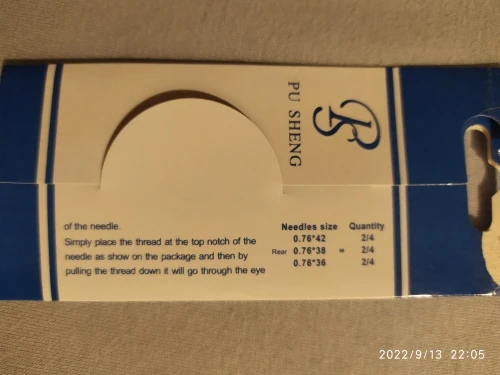 PS
PU SHENG
of the needle.
Simply place the thread at the top notch of the
needle as show on the package and then by
pulling the thread down it will go through the eye
Needles size Quantity
0.76*42 2/4
Rear 0.76*38 = 2/4
0.76*36 2/4
2022/9/13 22:05